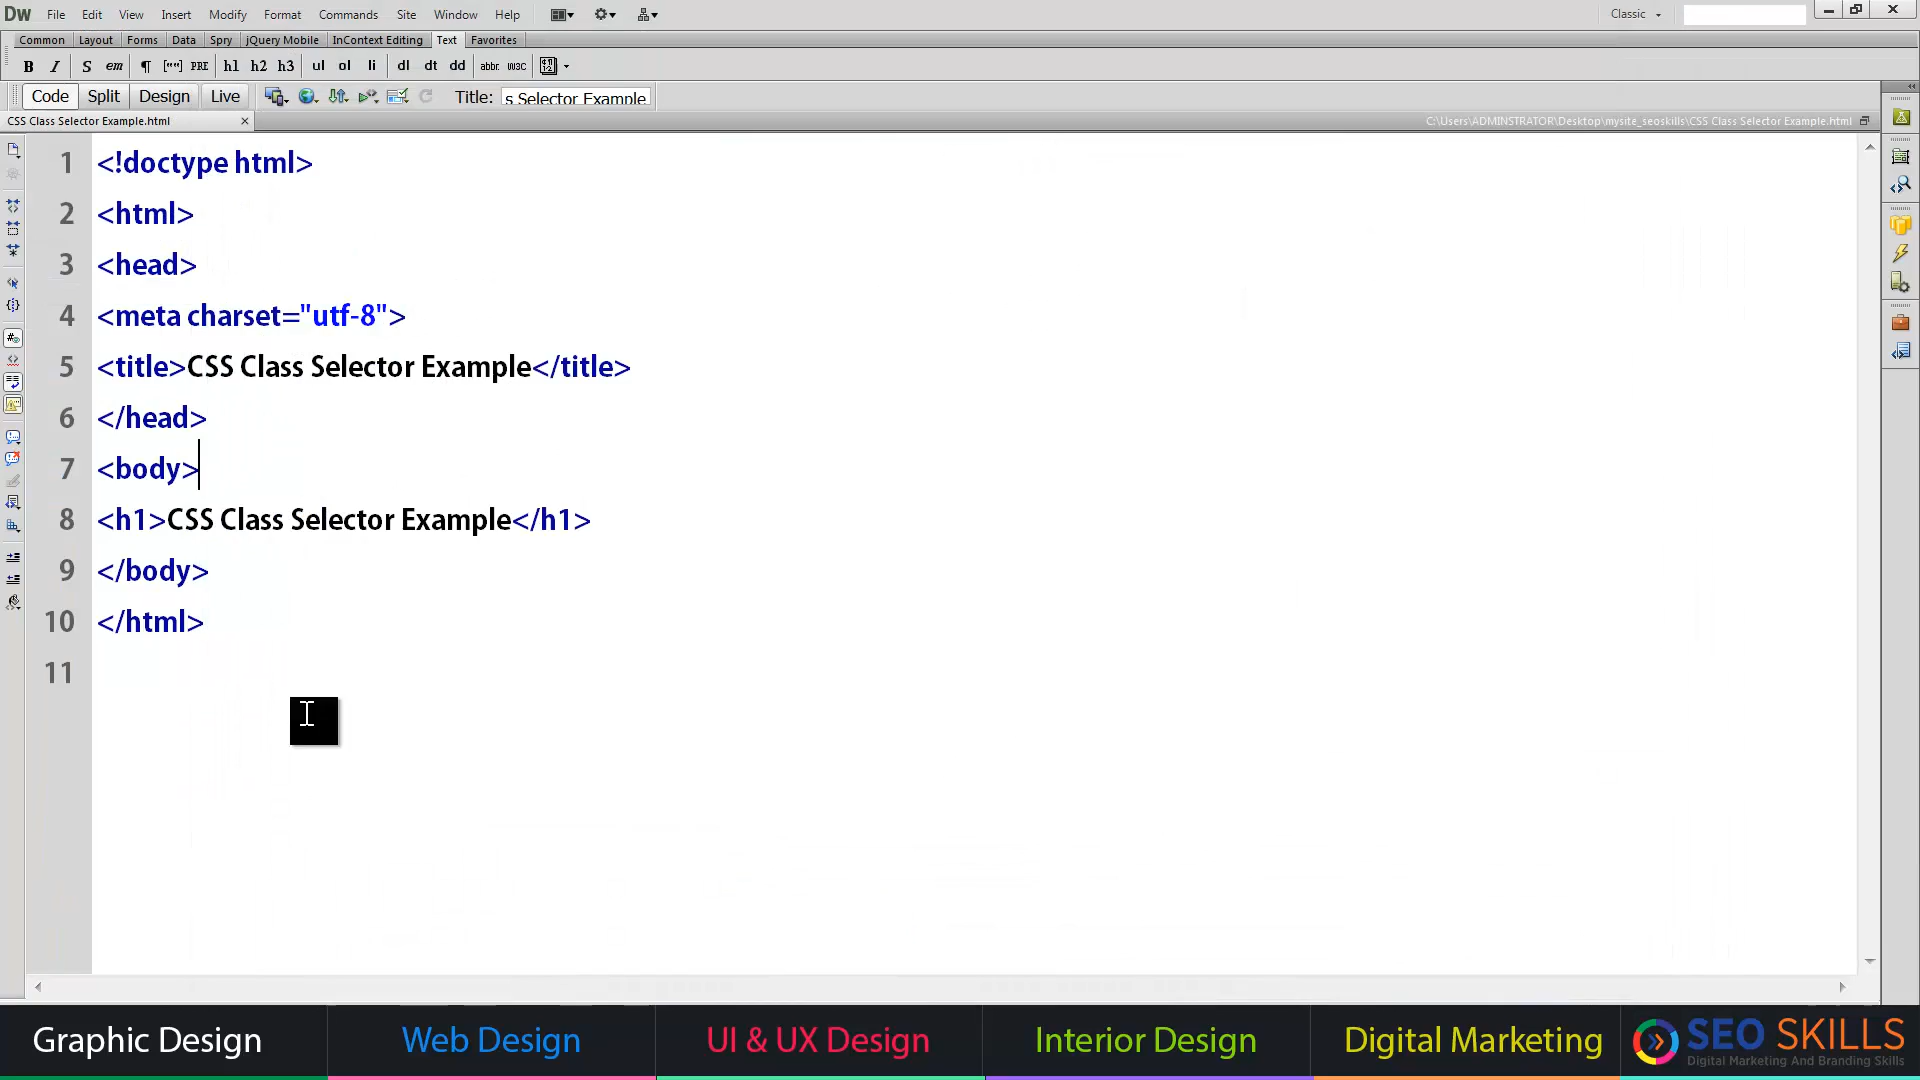 Dw File Edit View Insert Modify Format Commands Site Window Help Classic
Common Layout Forms Data Spry jQuery Mobile InContext Editing Text Favorites
B I S em ¶ [""] PRE h1 h2 h3 ul ol li dl dt dd abbr. W3C
Code Split Design Live Title: s Selector Example
CSS Class Selector Example.html C:\Users\ADMINSTRATOR\Desktop\mysite_seoskills\CSS Class Selector Example.html
1 <!doctype html>
2 <html>
3 <head>
4 <meta charset="utf-8">
5 <title>CSS Class Selector Example</title>
6 </head>
7 <body>
8 <h1>CSS Class Selector Example</h1>
9 </body>
10 </html>
11
Graphic Design Web Design UI & UX Design Interior Design Digital Marketing SEO SKILLS
Digital Marketing And Branding Skills